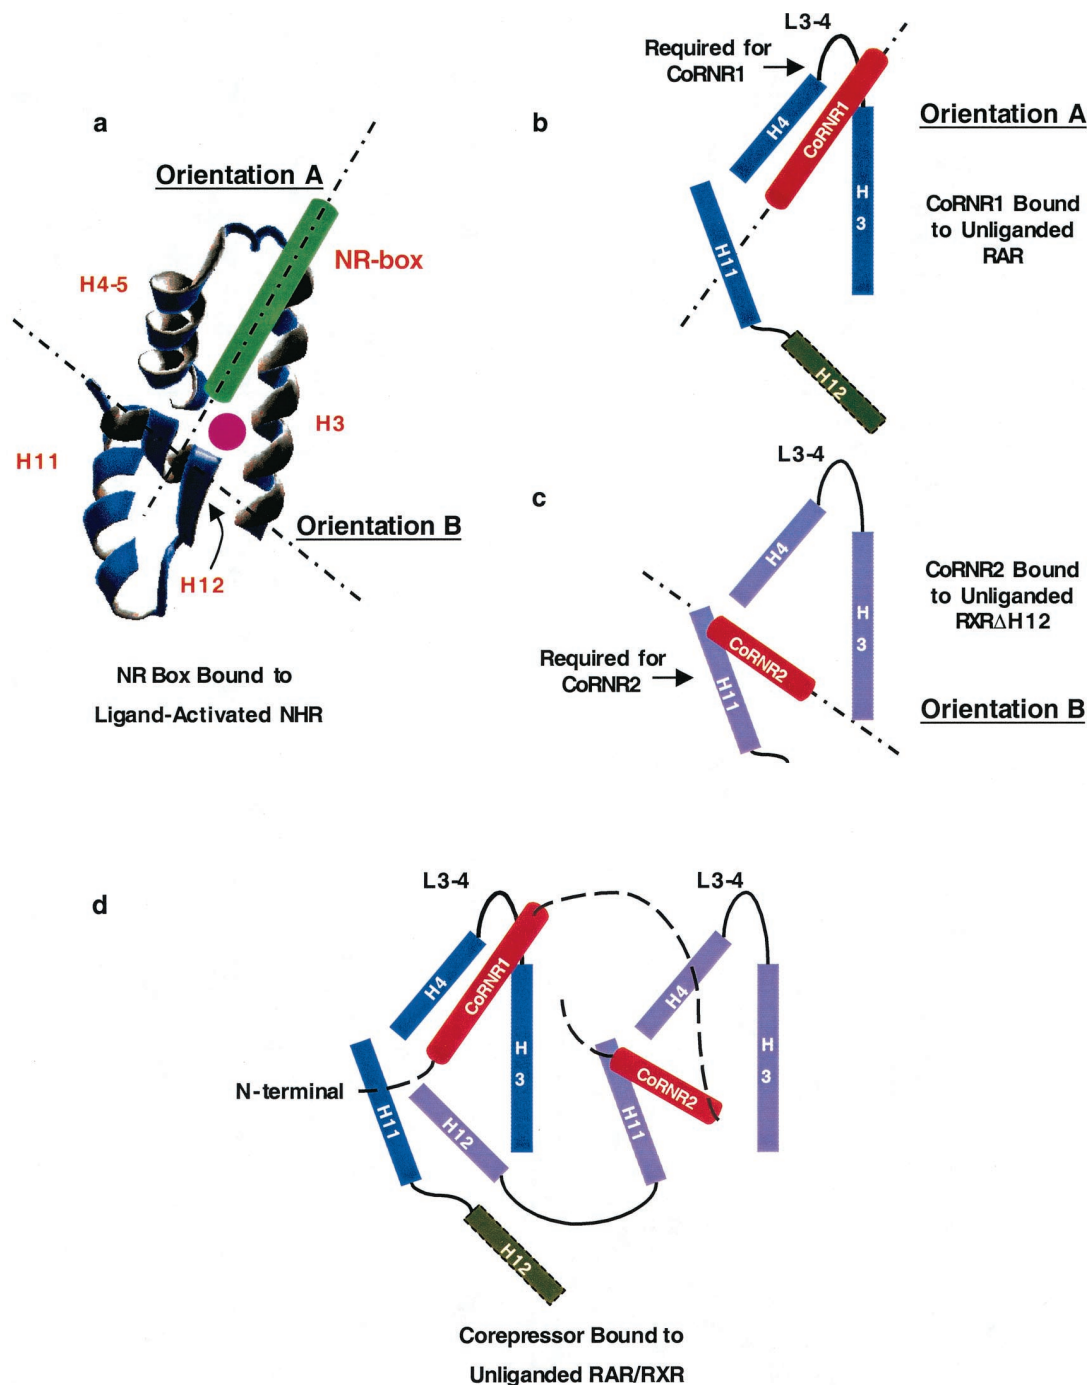 a
Orientation A
NR-box
H4-5
H3
H11
Orientation B
H12
NR Box Bound to
Ligand-Activated NHR
b
L3-4
Required for
CoRNR1
H4
CoRNR1
H
3
H11
H12
Orientation A
CoRNR1 Bound
to Unliganded
RAR
c
L3-4
H4
H
3
CoRNR2
H11
Required for
CoRNR2
CoRNR2 Bound
to Unliganded
RXRΔH12
Orientation B
d
L3-4
H4
CoRNR1
H
3
N-terminal
H11
H12
H12
L3-4
H4
H
3
H11
CoRNR2
Corepressor Bound to
Unliganded RAR/RXR